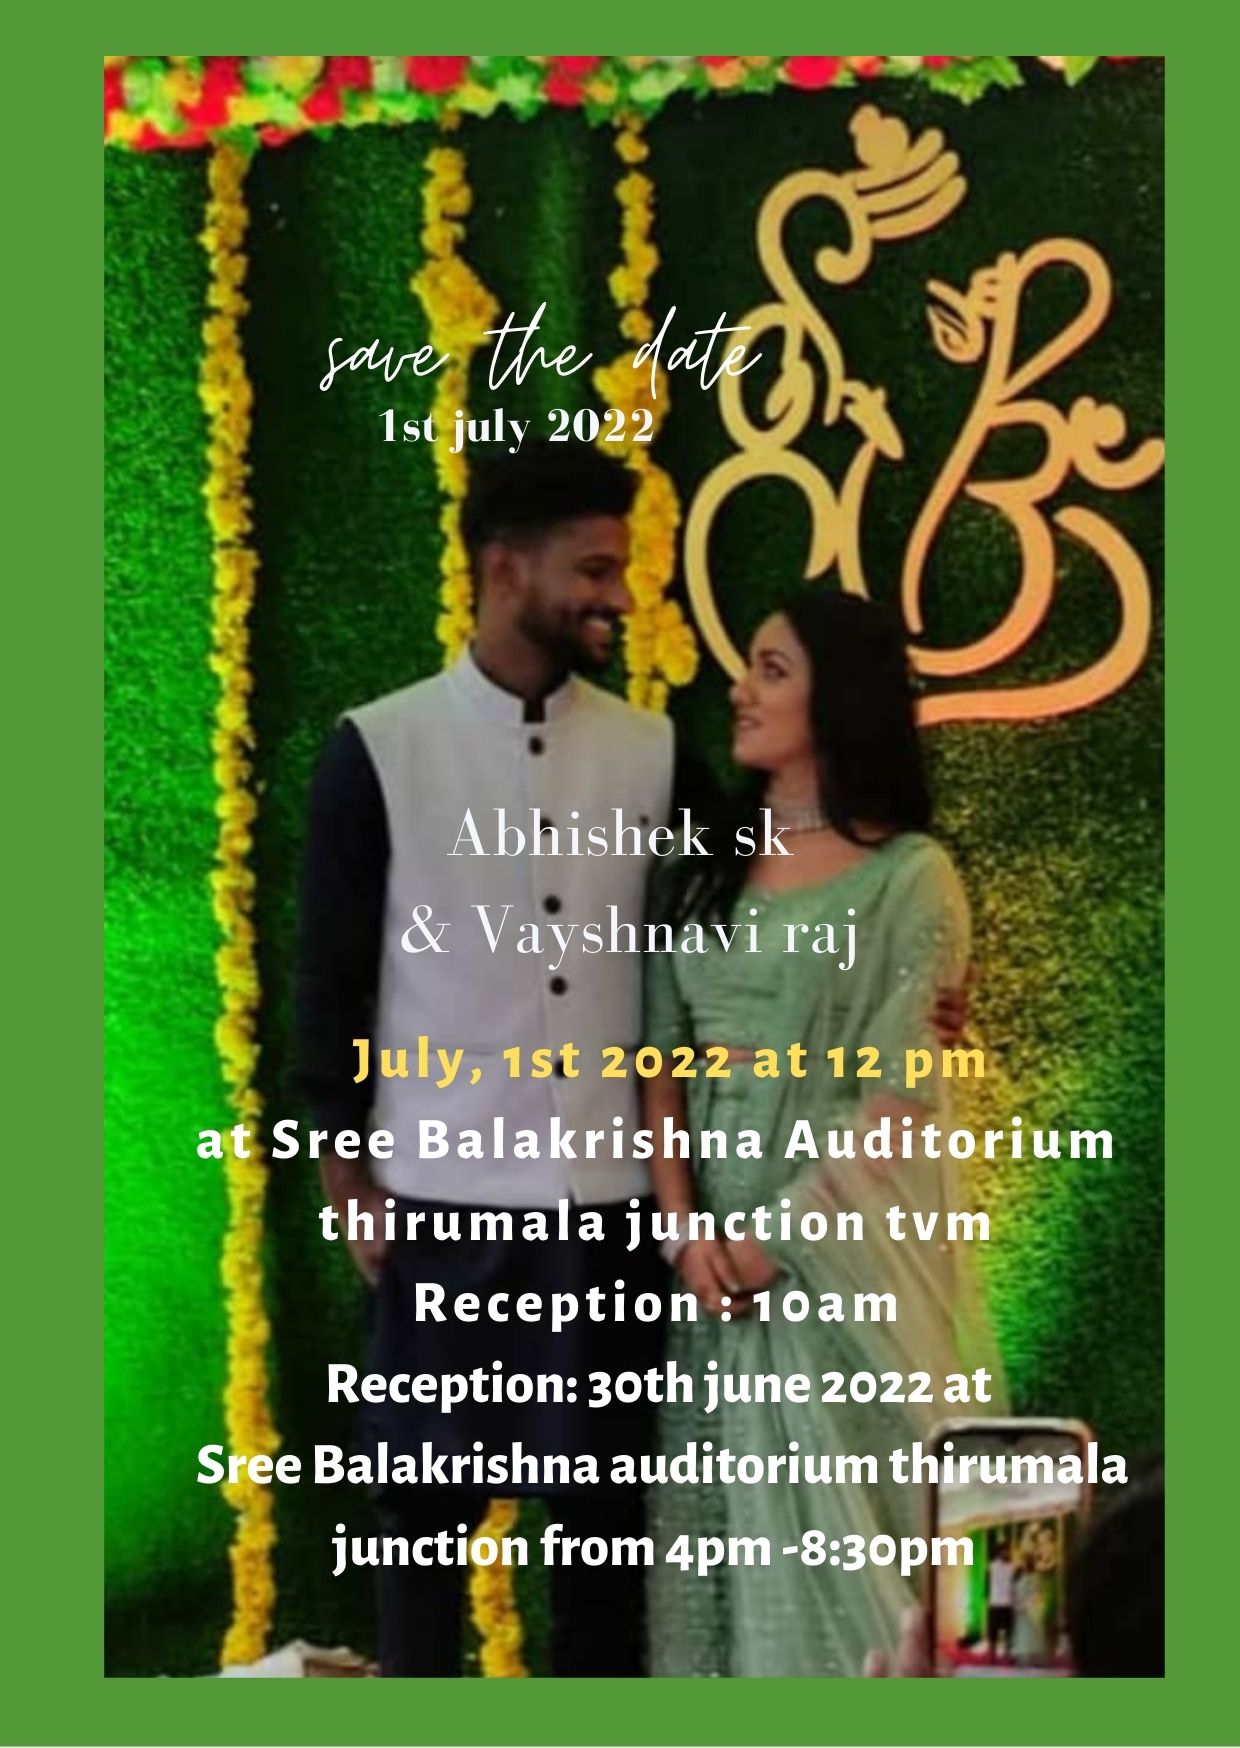 save the date
1st july 2022
Abhishek sk
& Vayshnavi raj
July, 1st 2022 at 12 pm
at Sree Balakrishna Auditorium
thirumala junction tvm
Reception : 10am
Reception: 30th june 2022 at
Sree Balakrishna auditorium thirumala
junction from 4pm -8:30pm